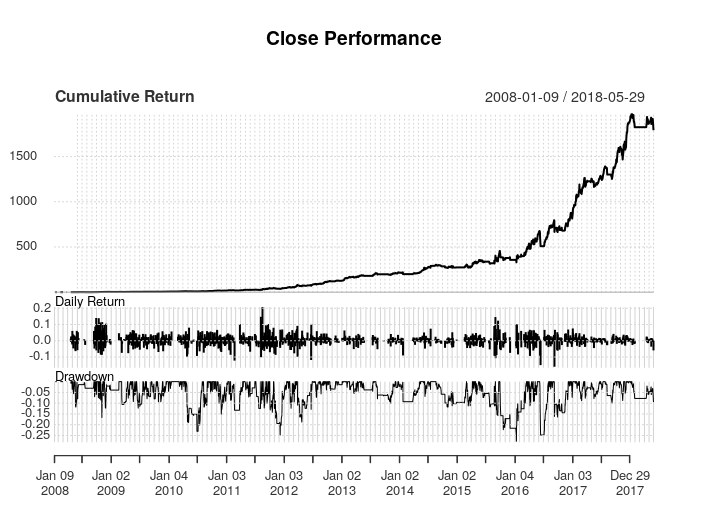 Close Performance
Cumulative Return 2008-01-09 / 2018-05-29
1500
1000
500
Daily Return
0.2
0.1
0.0
-0.1
Drawdown
-0.05
-0.10
-0.15
-0.20
-0.25
Jan 09 Jan 02 Jan 04 Jan 03 Jan 03 Jan 02 Jan 02 Jan 02 Jan 04 Jan 03 Dec 29
2008 2009 2010 2011 2012 2013 2014 2015 2016 2017 2017